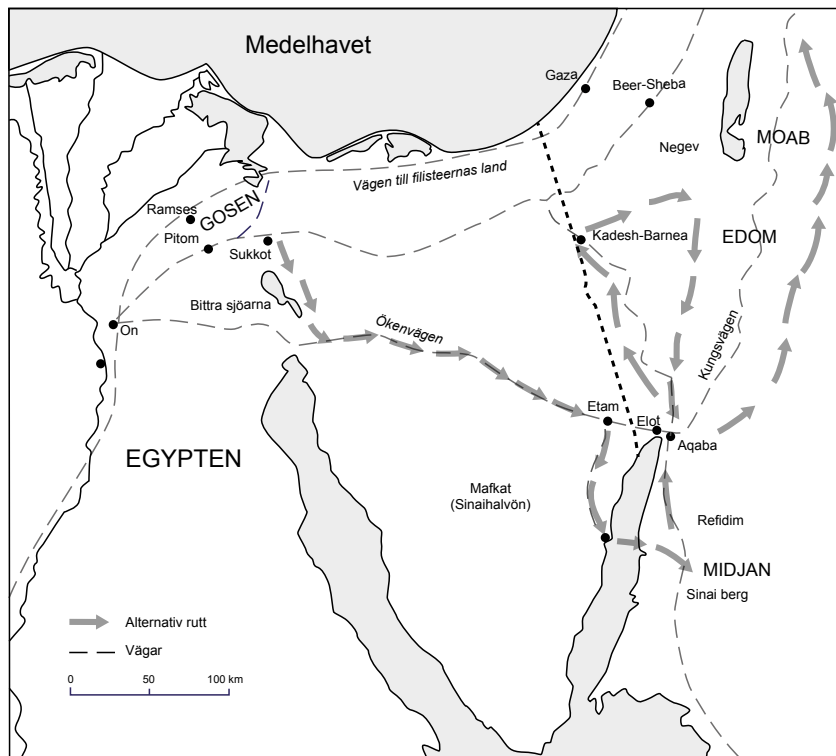 Medelhavet
Gaza
Beer-Sheba
MOAB
Negev
Vägen till filisteernas land
Ramses
GOSEN
Pitom
Sukkot
Kadesh-Barnea
EDOM
Bittra sjöarna
On
Ökenvägen
Kungsvägen
Etam
Elot
Aqaba
EGYPTEN
Mafkat
(Sinaihalvön)
Refidim
MIDJAN
Sinai berg
Alternativ rutt
Vägar
0 50 100 km